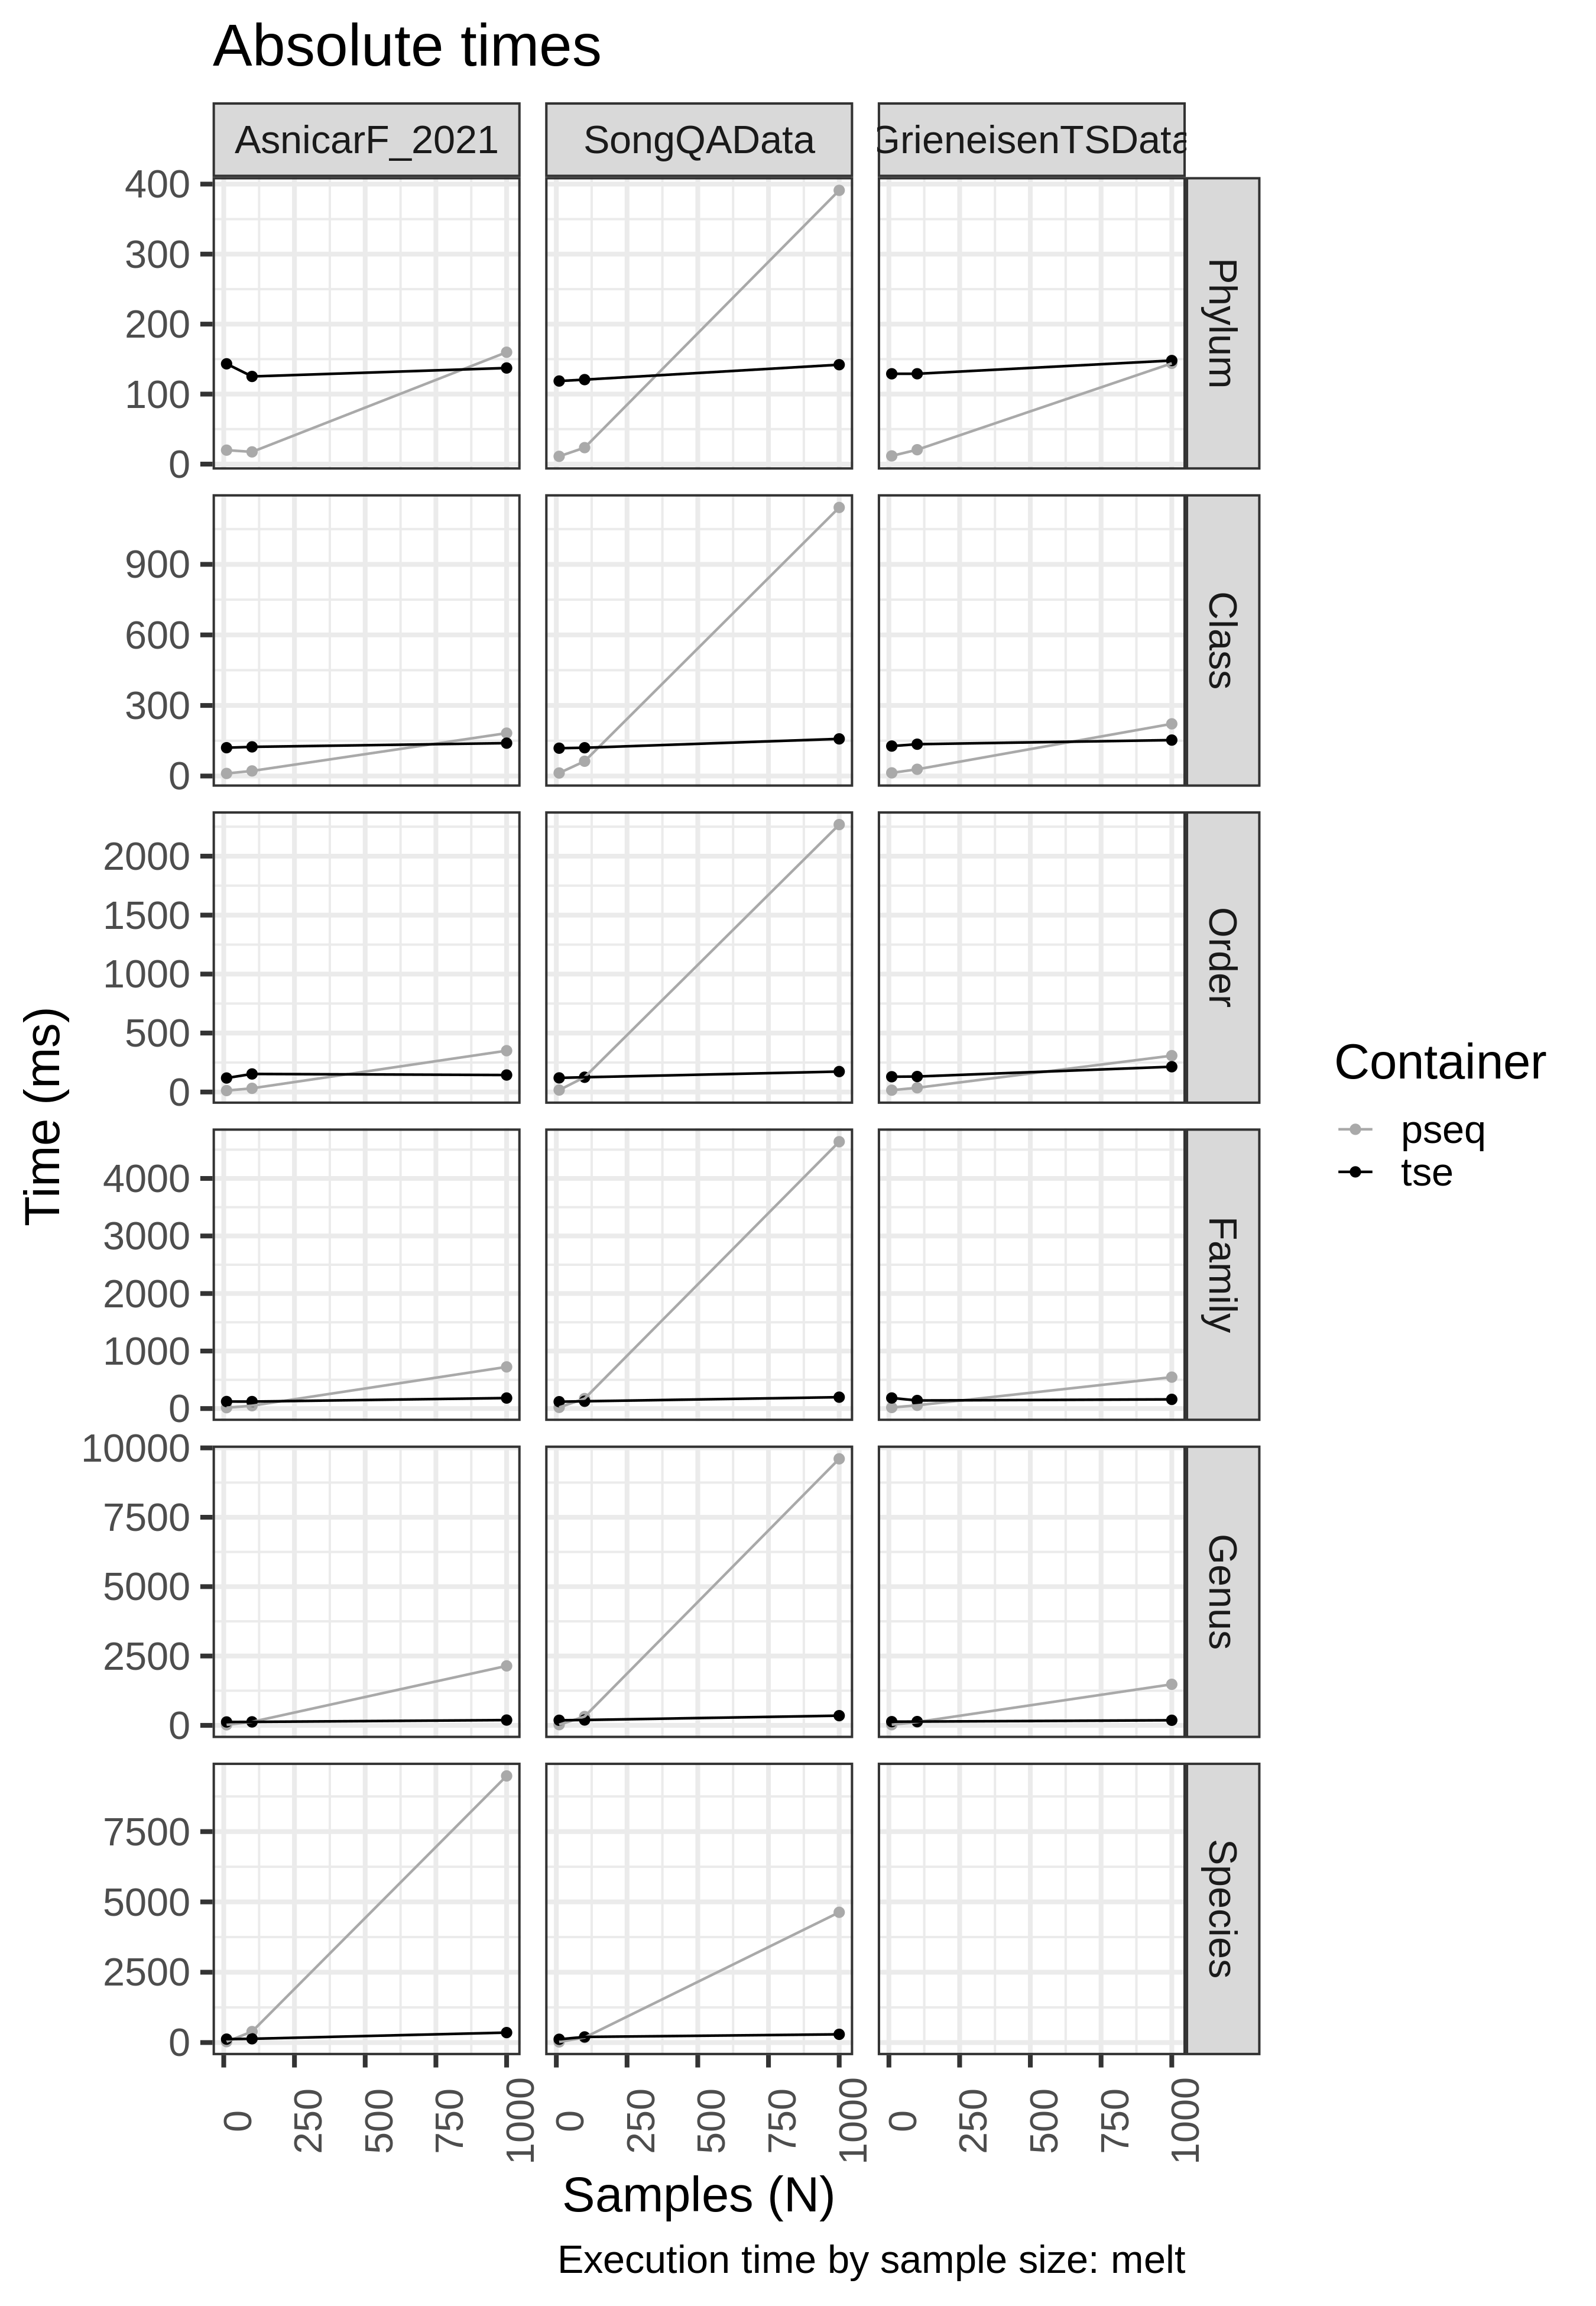 Absolute times
AsnicarF_2021 SongQAData GrieneisenTSData
400
300
200
100
0
Phylum
900
600
300
0
Class
2000
1500
1000
500
0
Order
4000
3000
2000
1000
0
Family
10000
7500
5000
2500
0
Genus
7500
5000
2500
0
Species
Time (ms)
0 250 500 750 1000 0 250 500 750 1000 0 250 500 750 1000
Samples (N)
Execution time by sample size: melt
Container
pseq
tse